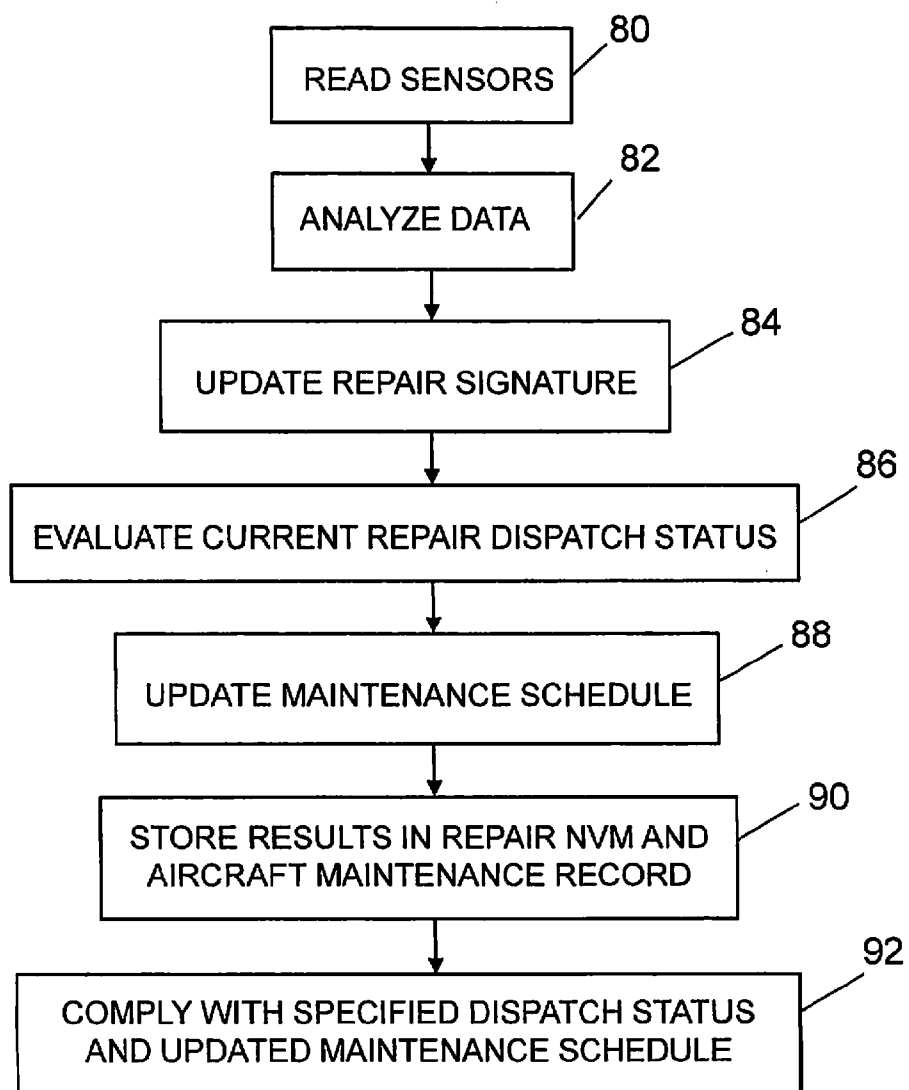 80
READ SENSORS
82
ANALYZE DATA
84
UPDATE REPAIR SIGNATURE
86
EVALUATE CURRENT REPAIR DISPATCH STATUS
88
UPDATE MAINTENANCE SCHEDULE
90
STORE RESULTS IN REPAIR NVM AND
AIRCRAFT MAINTENANCE RECORD
92
COMPLY WITH SPECIFIED DISPATCH STATUS
AND UPDATED MAINTENANCE SCHEDULE